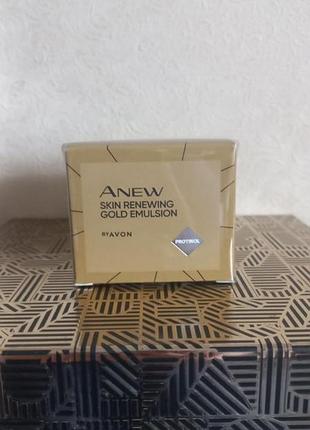 ANEW
SKIN RENEWING
GOLD EMULSION
BY AVON
PROTINOL